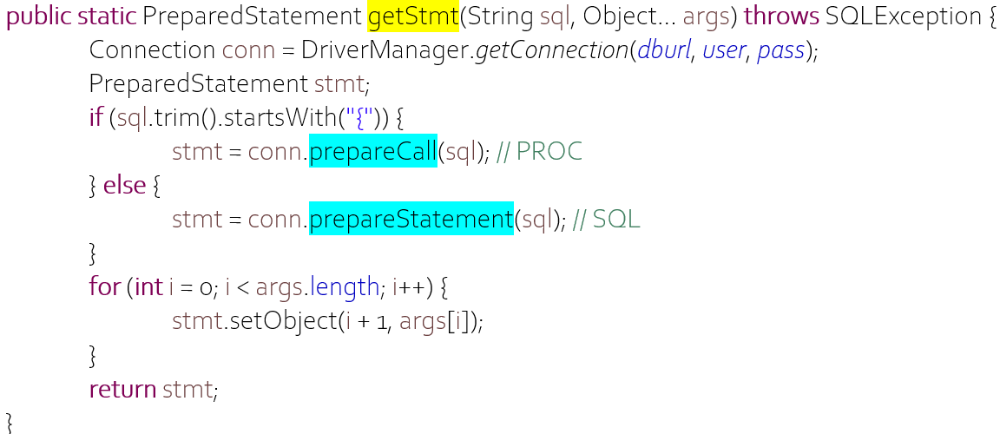 public static PreparedStatement getStmt(String sql, Object... args) throws SQLException {
Connection conn = DriverManager.getConnection(dburl, user, pass);
PreparedStatement stmt;
if (sql.trim().startsWith("{")) {
stmt = conn.prepareCall(sql); // PROC
} else {
stmt = conn.prepareStatement(sql); // SQL
}
for (int i = 0; i < args.length; i++) {
stmt.setObject(i + 1, args[i]);
}
return stmt;
}